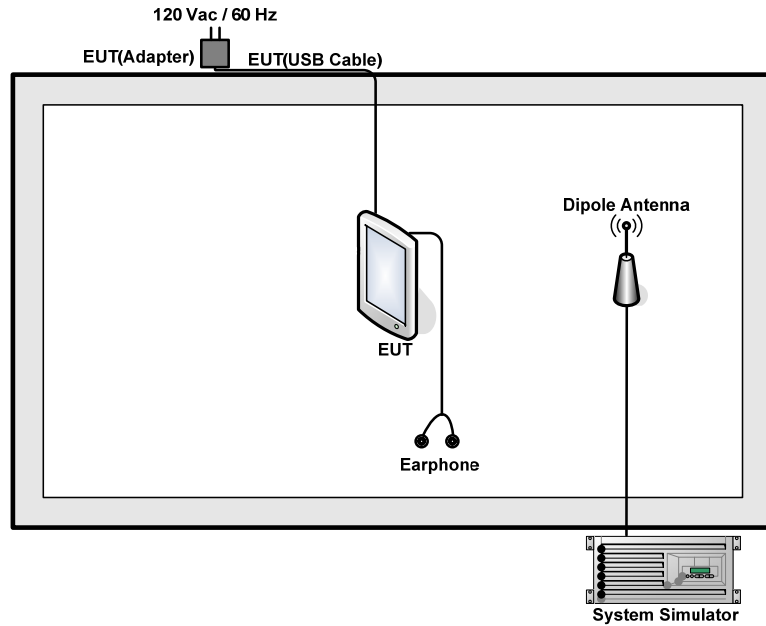 120 Vac / 60 Hz
EUT(Adapter)
EUT(USB Cable)
Dipole Antenna
EUT
Earphone
System Simulator